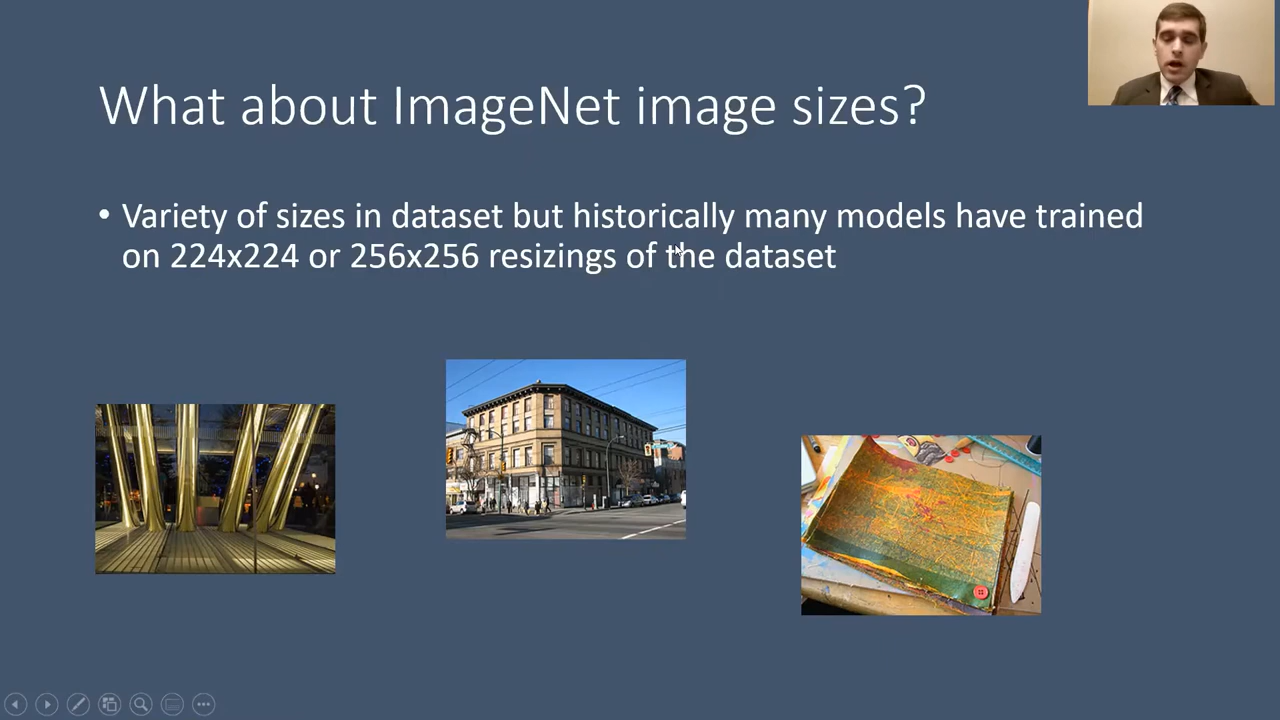 What about ImageNet image sizes?
• Variety of sizes in dataset but historically many models have trained
on 224x224 or 256x256 resizings of the dataset